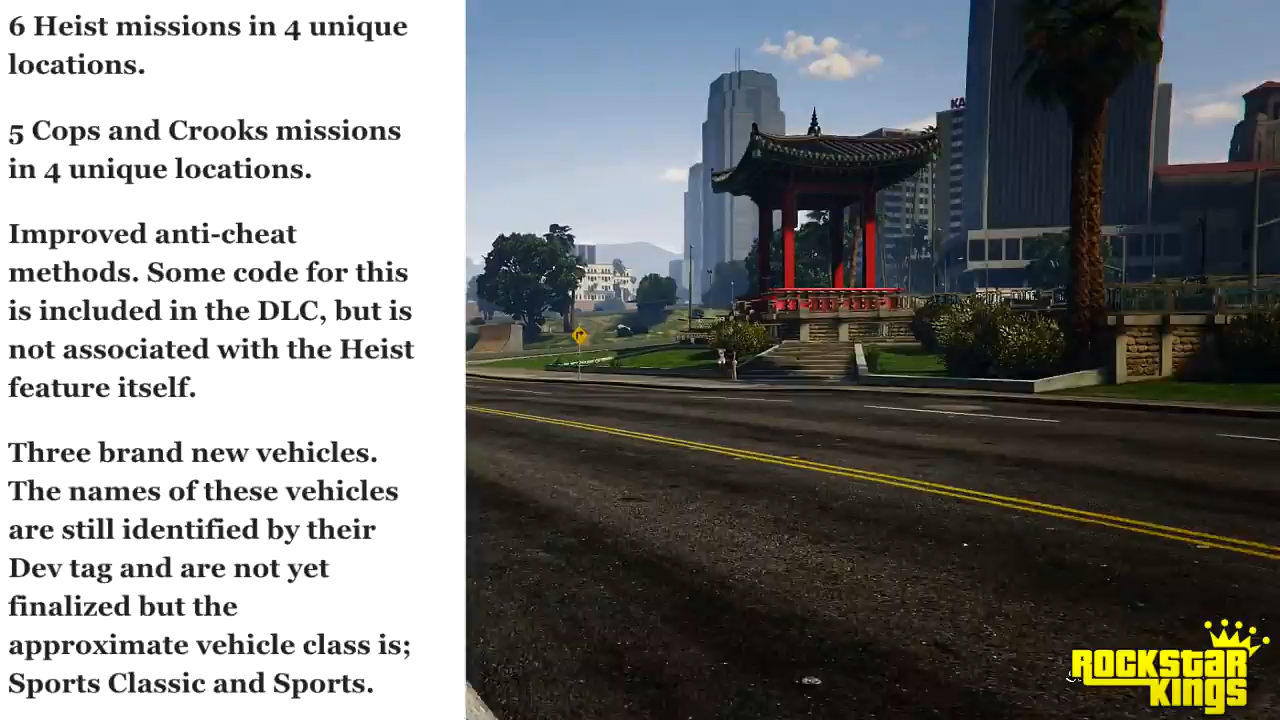 6 Heist missions in 4 unique
locations.
5 Cops and Crooks missions
in 4 unique locations.
Improved anti-cheat
methods. Some code for this
is included in the DLC, but is
not associated with the Heist
feature itself.
Three brand new vehicles.
The names of these vehicles
are still identified by their
Dev tag and are not yet
finalized but the
approximate vehicle class is;
Sports Classic and Sports.
KA
ROCKSTAR
KINGS